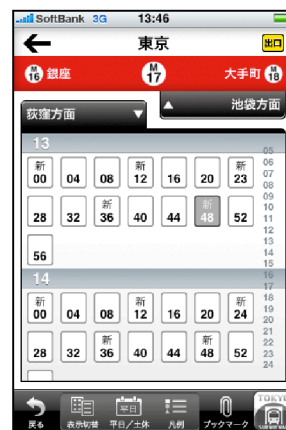 SoftBank 3G 13:46
東京
出口
M16 銀座
M17
大手町 M18
荻窪方面 ▼
▲ 池袋方面
13
新 新 新
00 04 08 12 16 20 23
新 新
28 32 36 40 44 48 52
56
14
新 新 新
00 04 08 12 16 20 24
新 新
28 32 36 40 44 48 52
05
06
07
08
09
10
11
12
13
14
15
16
17
18
19
20
21
22
23
24
平日
TOKYO
戻る 表示切替 平日/土休 凡例 ブックマーク